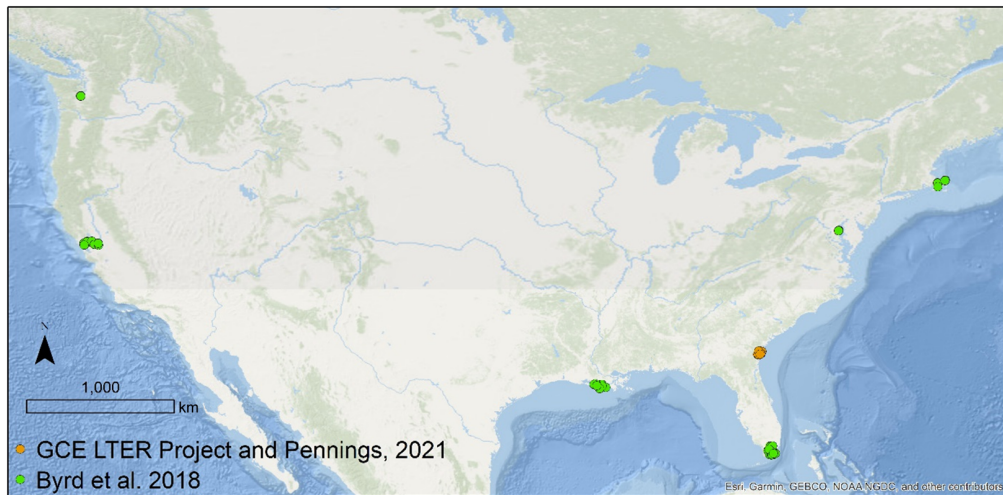 N
1,000
km
GCE LTER Project and Pennings, 2021
Byrd et al. 2018
Esri, Garmin, GEBCO, NOAA NGDC, and other contributors